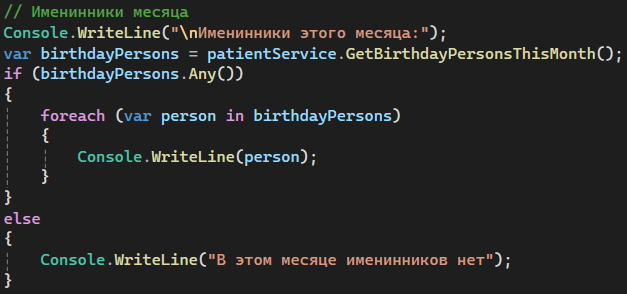 // Именинники месяца
Console.WriteLine("\nИменинники этого месяца:");
var birthdayPersons = patientService.GetBirthdayPersonsThisMonth();
if (birthdayPersons.Any())
{
    foreach (var person in birthdayPersons)
    {
        Console.WriteLine(person);
    }
}
else
{
    Console.WriteLine("В этом месяце именинников нет");
}